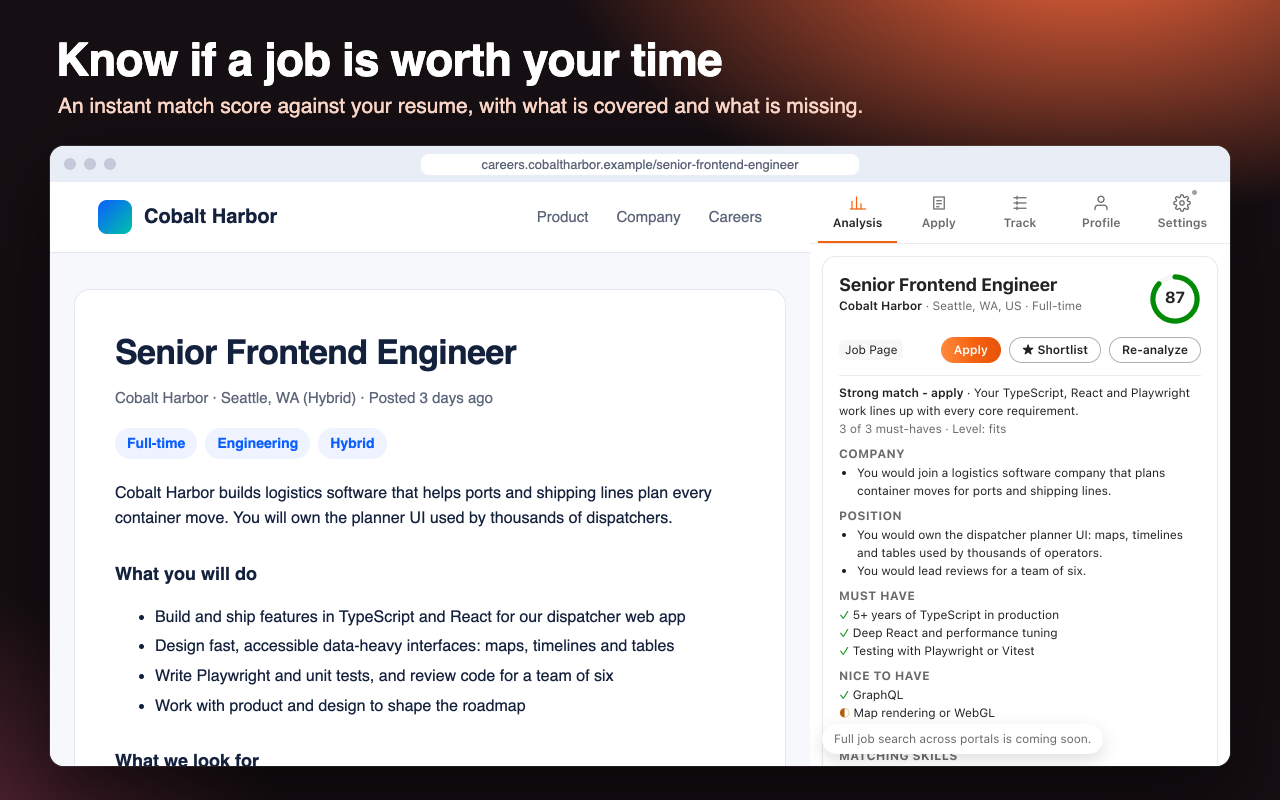 Know if a job is worth your time
An instant match score against your resume, with what is covered and what is missing.
careers.cobaltharbor.example/senior-frontend-engineer
Cobalt Harbor
Product
Company
Careers
Senior Frontend Engineer
Cobalt Harbor · Seattle, WA (Hybrid) · Posted 3 days ago
Full-time
Engineering
Hybrid
Cobalt Harbor builds logistics software that helps ports and shipping lines plan every
container move. You will own the planner UI used by thousands of dispatchers.
What you will do
• Build and ship features in TypeScript and React for our dispatcher web app
• Design fast, accessible data-heavy interfaces: maps, timelines and tables
• Write Playwright and unit tests, and review code for a team of six
• Work with product and design to shape the roadmap
What we look for
Analysis
Apply
Track
Profile
Settings
Senior Frontend Engineer
Cobalt Harbor · Seattle, WA, US · Full-time
87
Job Page
Apply
★ Shortlist
Re-analyze
Strong match - apply · Your TypeScript, React and Playwright
work lines up with every core requirement.
3 of 3 must-haves · Level: fits
COMPANY
• You would join a logistics software company that plans
container moves for ports and shipping lines.
POSITION
• You would own the dispatcher planner UI: maps, timelines
and tables used by thousands of operators.
• You would lead reviews for a team of six.
MUST HAVE
✓ 5+ years of TypeScript in production
✓ Deep React and performance tuning
✓ Testing with Playwright or Vitest
NICE TO HAVE
✓ GraphQL
◐ Map rendering or WebGL
Full job search across portals is coming soon.
MATCHING SKILLS